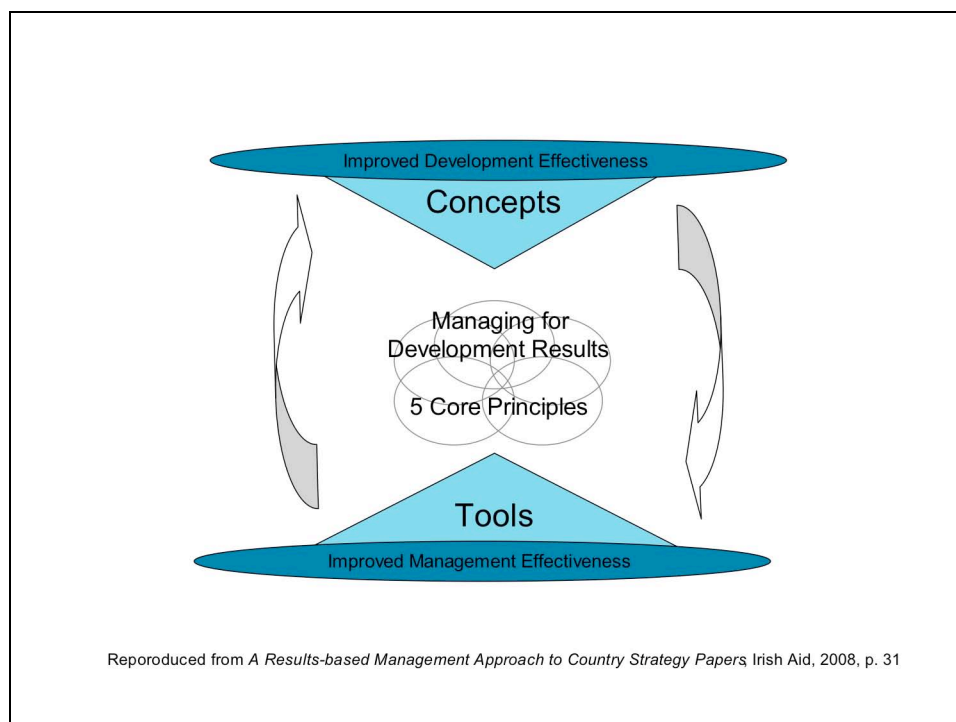 Improved Development Effectiveness
Concepts
Managing for
Development Results
5 Core Principles
Tools
Improved Management Effectiveness
Reporoduced from A Results-based Management Approach to Country Strategy Papers, Irish Aid, 2008, p. 31